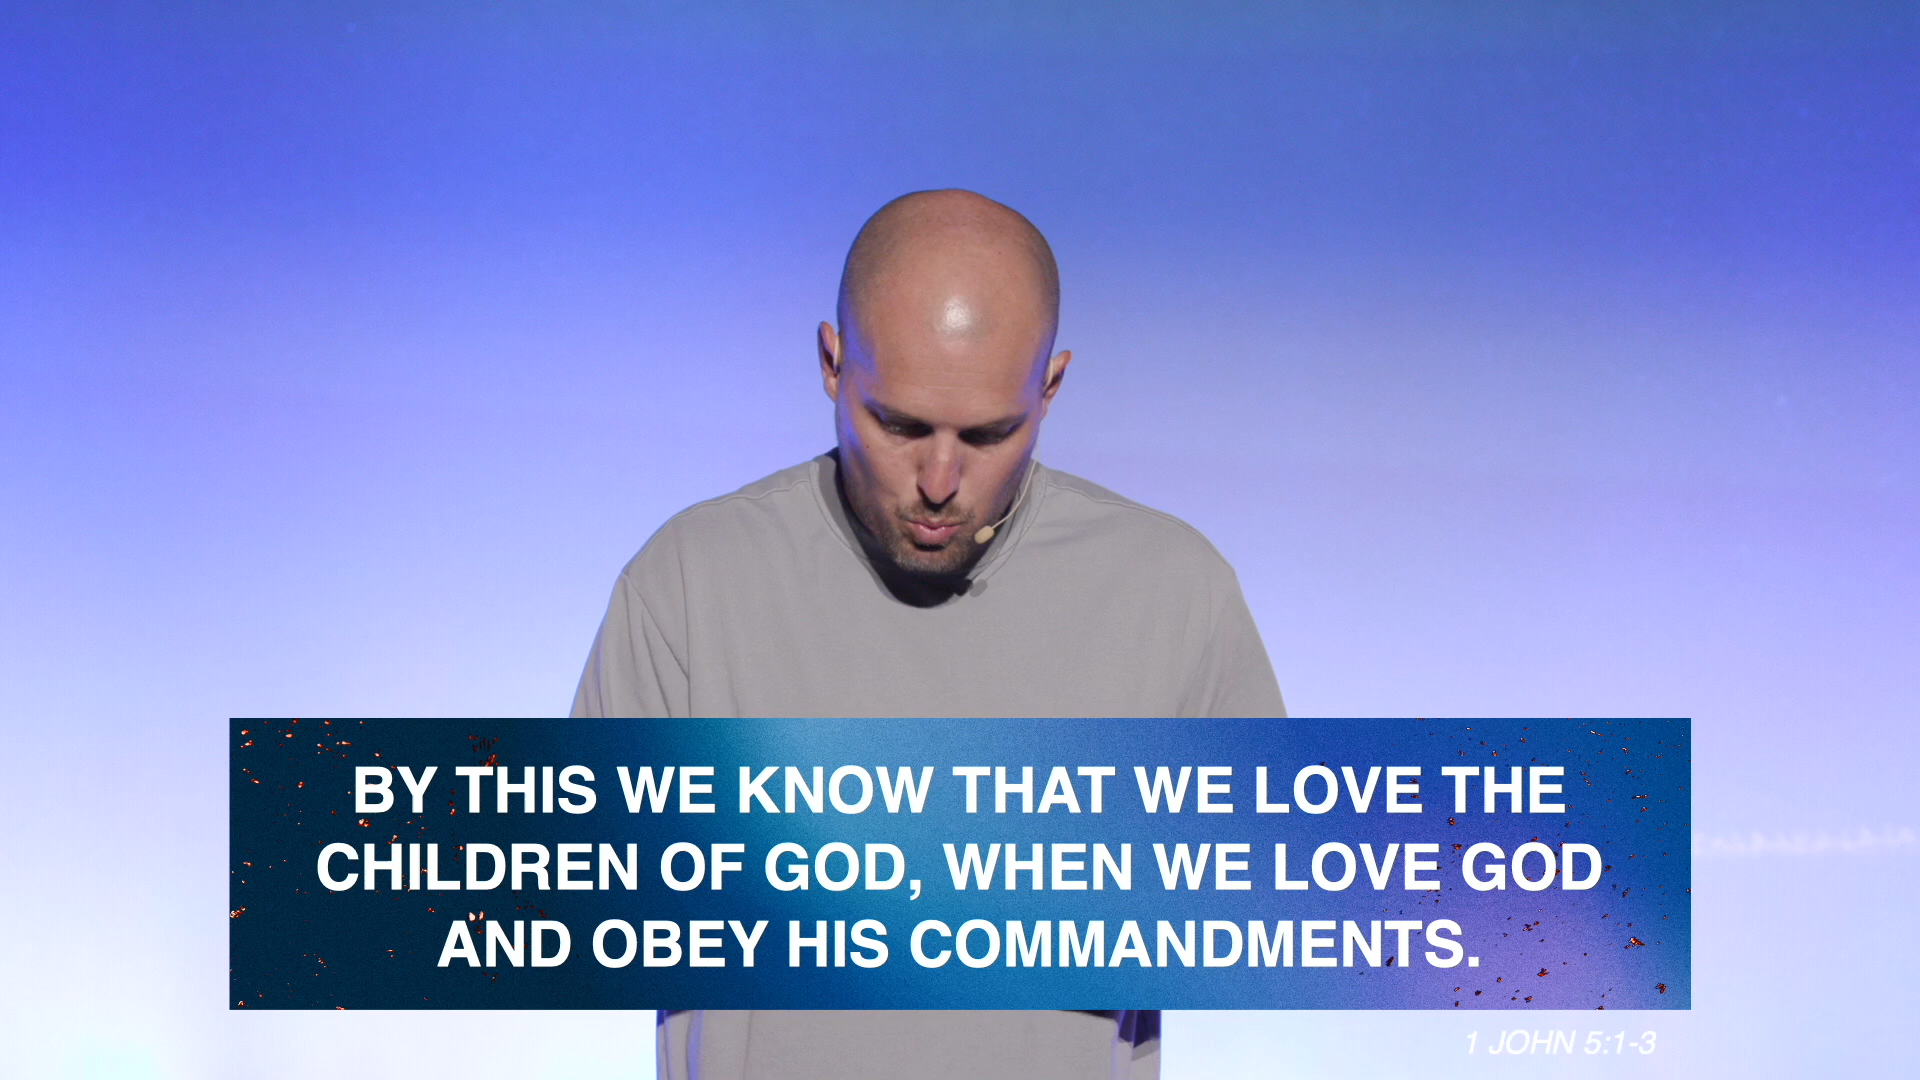 BY THIS WE KNOW THAT WE LOVE THE
CHILDREN OF GOD, WHEN WE LOVE GOD
AND OBEY HIS COMMANDMENTS.
1 JOHN 5:1-3